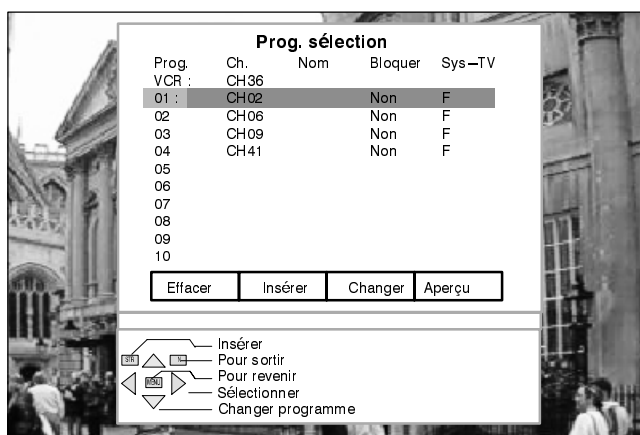 Prog. sélection
Prog. Ch. Nom Bloquer Sys-TV
VCR : CH36
01 : CH02 Non F
02 CH06 Non F
03 CH09 Non F
04 CH41 Non F
05
06
07
08
09
10
Effacer Insérer Changer Aperçu
Insérer
STR N Pour sortir
MENU Pour revenir
Sélectionner
Changer programme